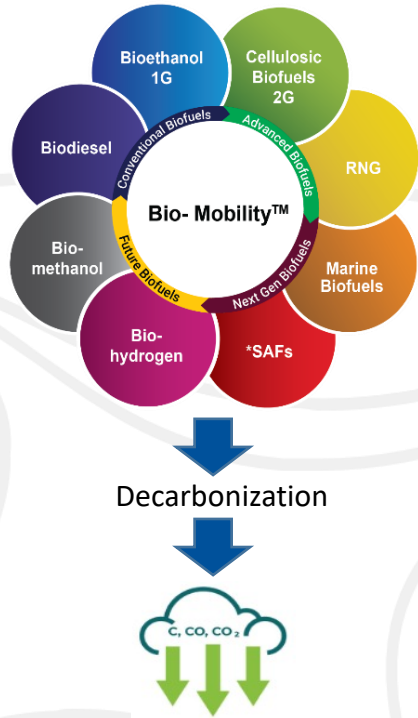 Bioethanol
1G
Cellulosic
Biofuels
2G
Biodiesel
RNG
Conventional Biofuels
Advanced Biofuels
Bio- Mobility™
Bio-
methanol
Marine
Biofuels
Future Biofuels
Next Gen Biofuels
Bio-
hydrogen
*SAFs
Decarbonization
C, CO, CO₂